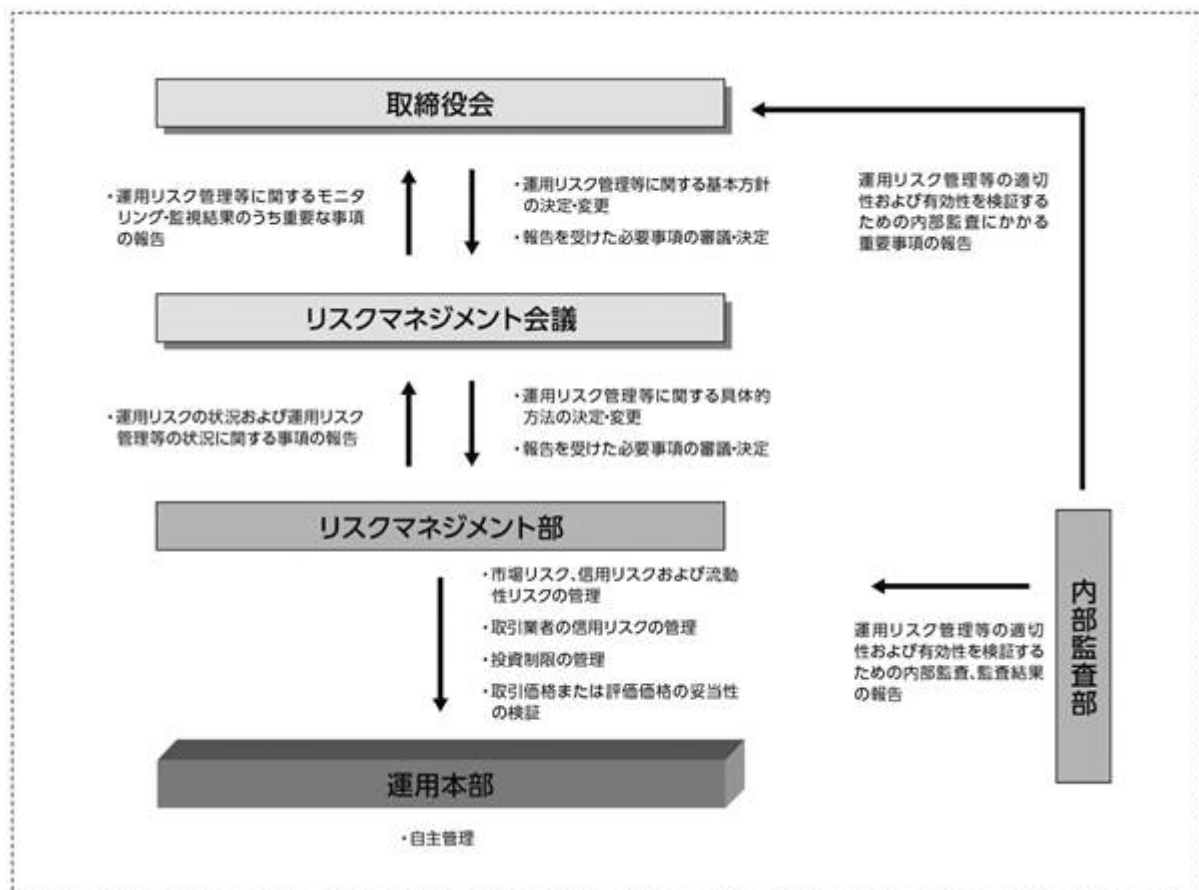 取締役会
・運用リスク管理等に関するモニタ
リング・監視結果のうち重要な事項
の報告
・運用リスク管理等に関する基本方針
の決定・変更
・報告を受けた必要事項の審議・決定
運用リスク管理等の適切
性および有効性を検証する
ための内部監査にかかる
重要事項の報告
リスクマネジメント会議
・運用リスクの状況および運用リスク
管理等の状況に関する事項の報告
・運用リスク管理等に関する具体的
方法の決定・変更
・報告を受けた必要事項の審議・決定
リスクマネジメント部
・市場リスク、信用リスクおよび流動
性リスクの管理
・取引業者の信用リスクの管理
・投資制限の管理
・取引価格または評価価格の妥当性
の検証
運用リスク管理等の適切
性および有効性を検証する
ための内部監査、監査結果
の報告
内部監査部
運用本部
・自主管理